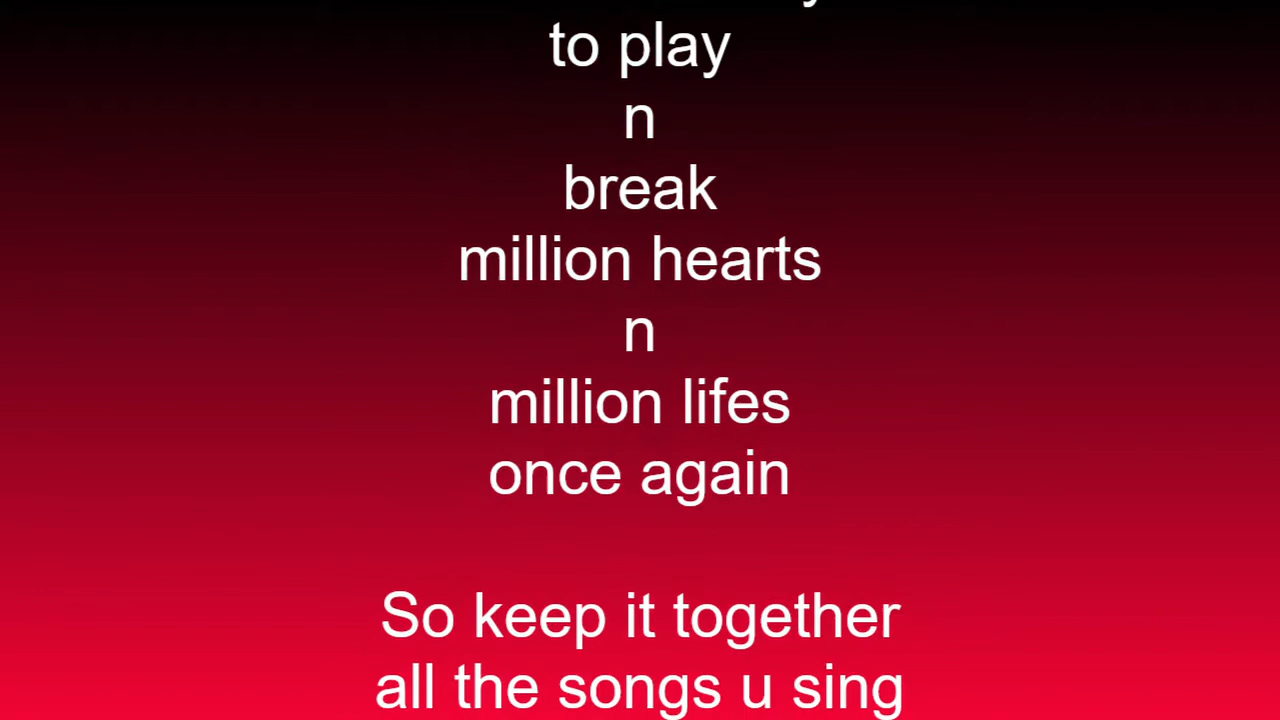 to play
n
break
million hearts
n
million lifes
once again
So keep it together
all the songs u sing